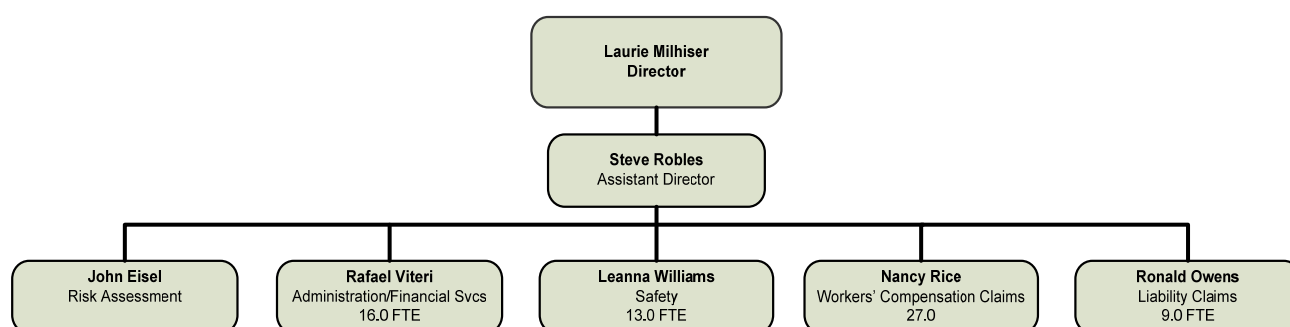 Laurie Milhiser
Director
Steve Robles
Assistant Director
John Eisel
Risk Assessment
Rafael Viteri
Administration/Financial Svcs
16.0 FTE
Leanna Williams
Safety
13.0 FTE
Nancy Rice
Workers' Compensation Claims
27.0
Ronald Owens
Liability Claims
9.0 FTE